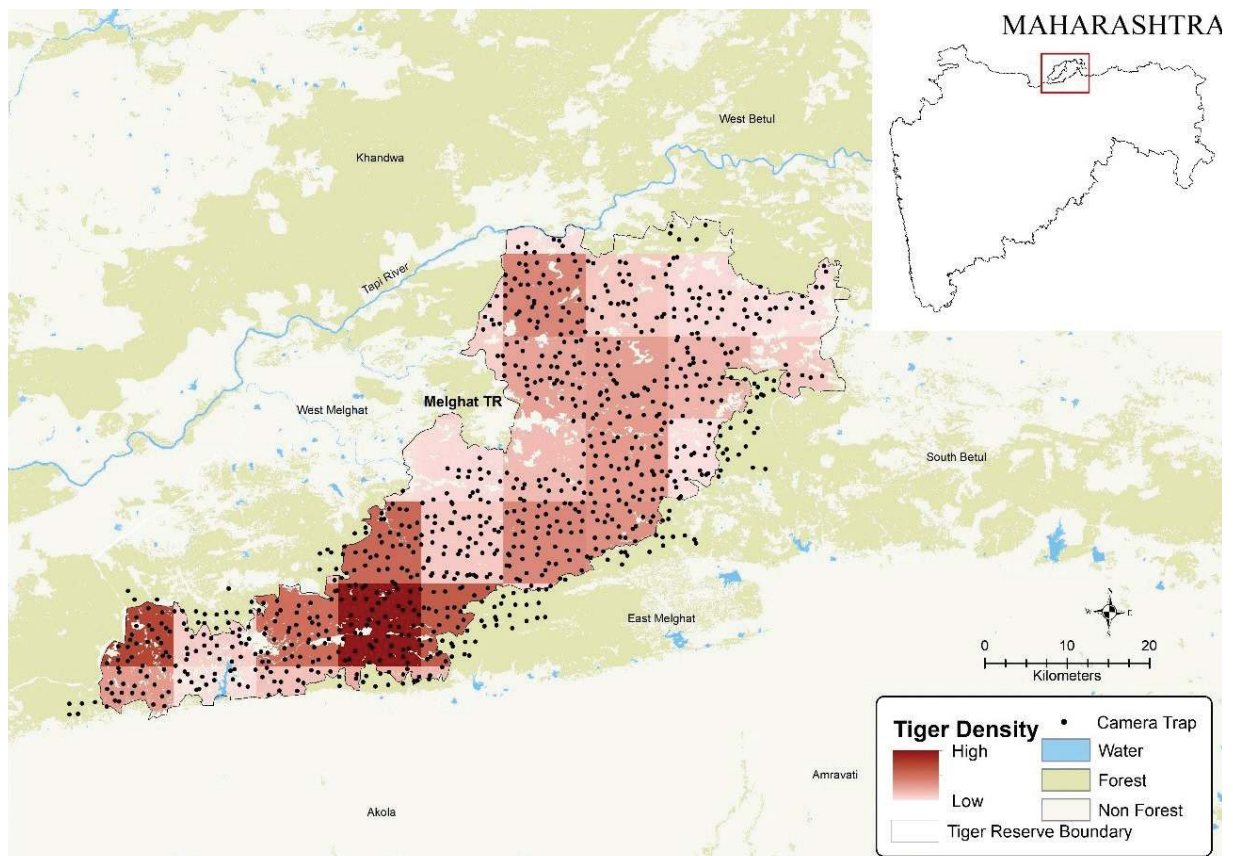 MAHARASHTRA
West Betul
Khandwa
Tapi River
West Melghat
Melghat TR
South Betul
East Melghat
0 10 20
Kilometers
Amravati
Akola
Tiger Density
High
Low
Tiger Reserve Boundary
Camera Trap
Water
Forest
Non Forest